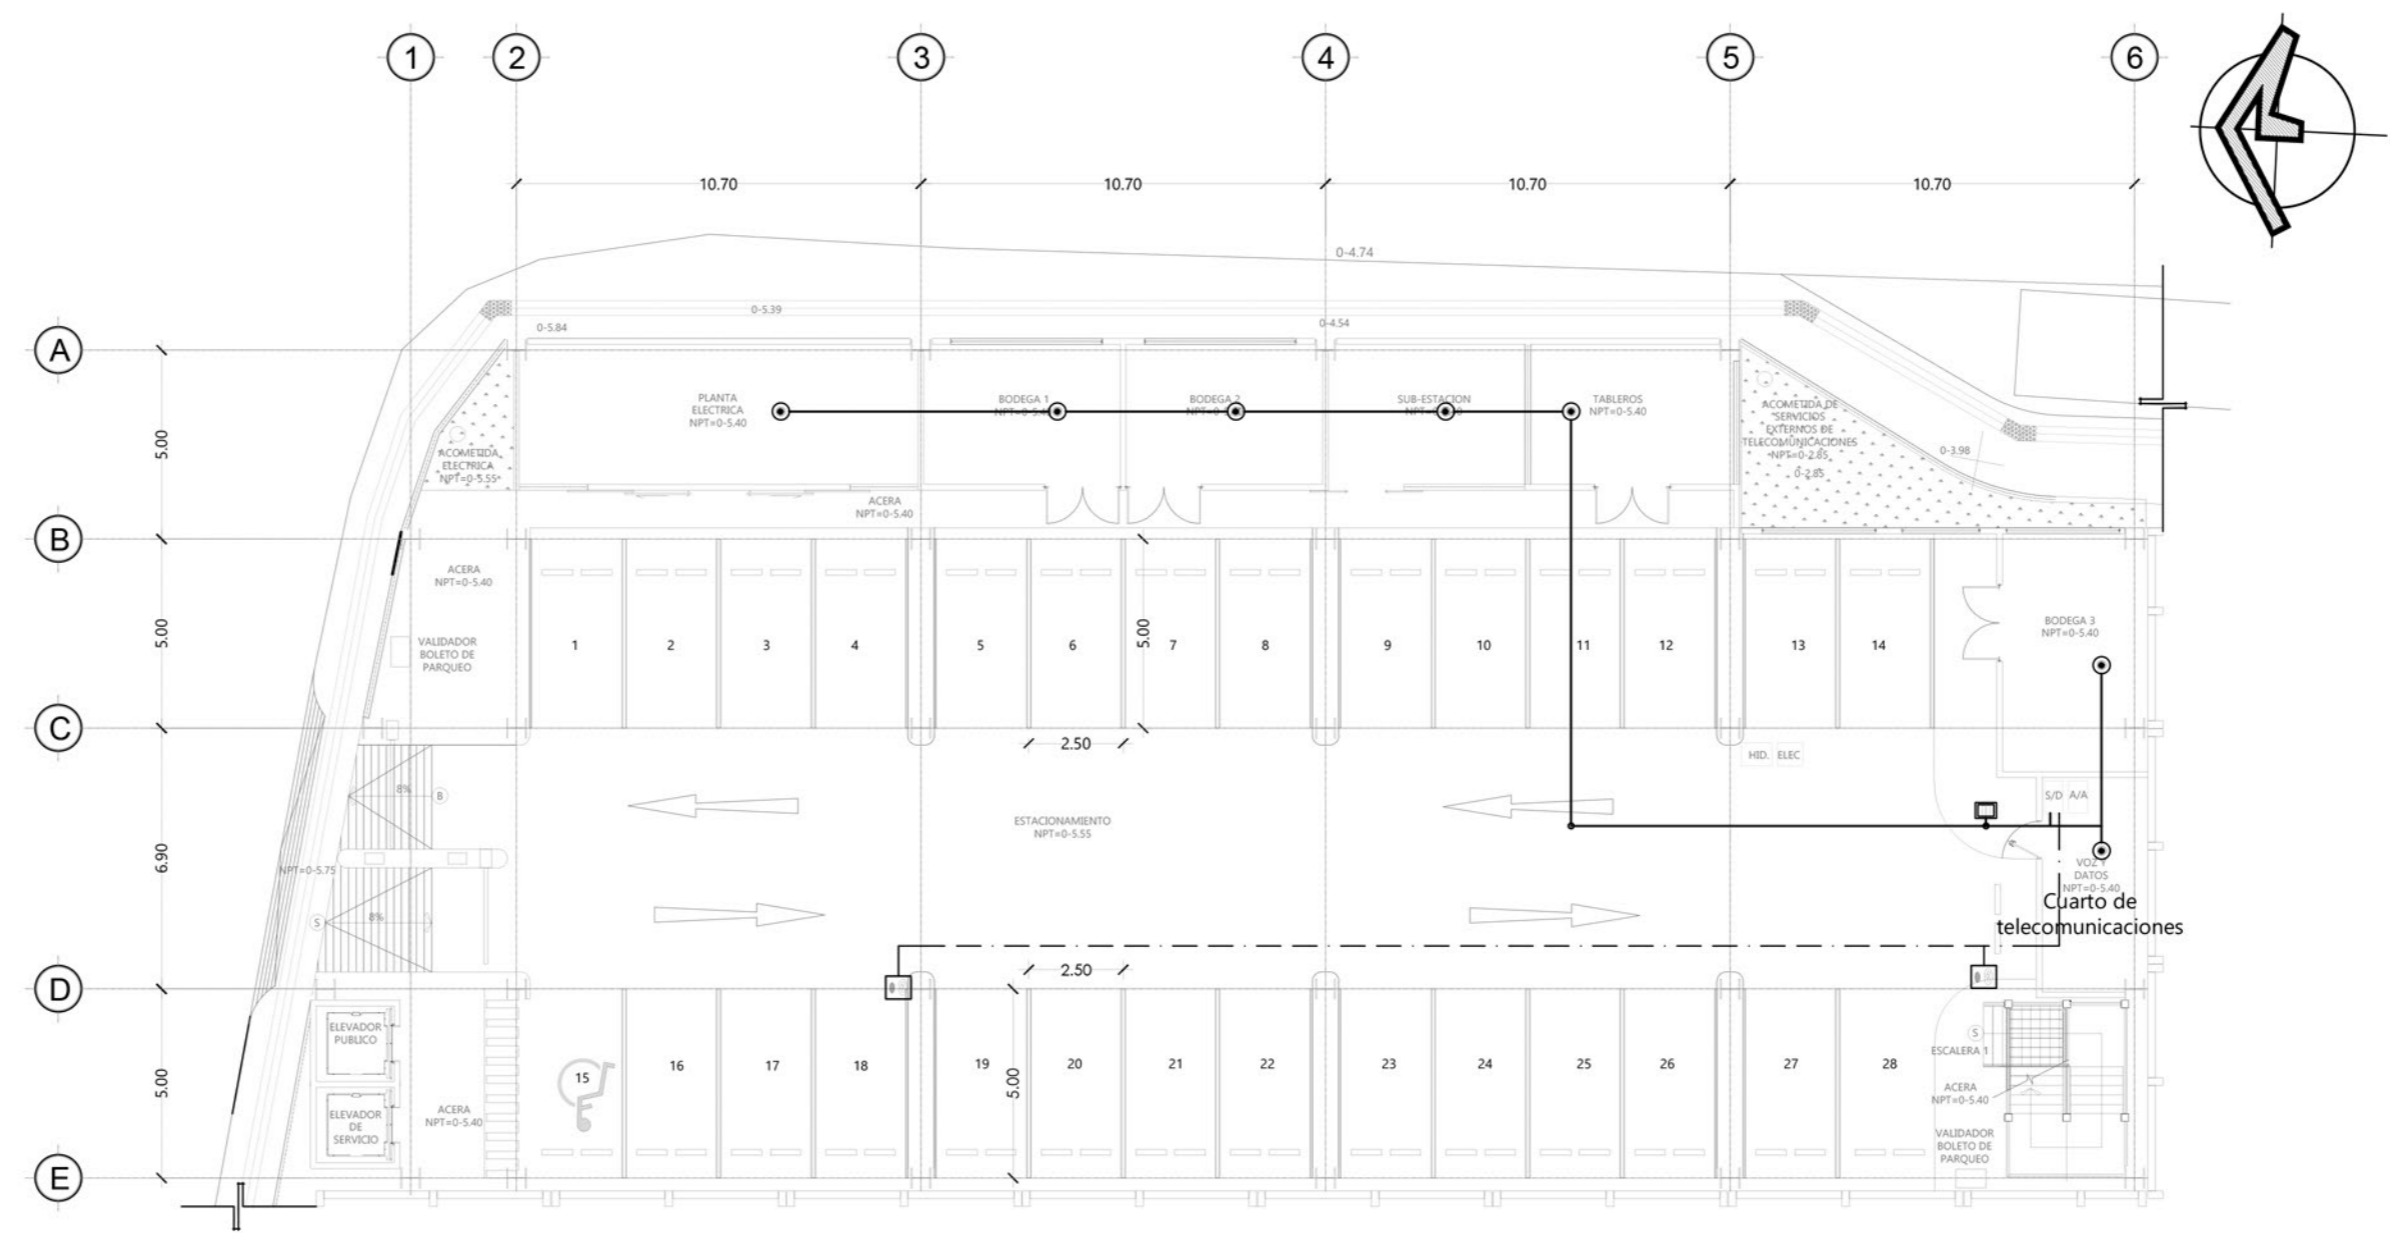 1 2 3 4 5 6
10.70 10.70 10.70 10.70
0-4.74
0-5.39
0-5.84
0-4.54
A
PLANTA
ELECTRICA
NPT=0-5.40
BODEGA 1
BODEGA 2
SUB-ESTACION
TABLEROS
NPT=0-5.40
ACOMETIDA DE
SERVICIOS
EXTERNOS DE
TELECOMUNICACIONES
NPT=0-2.85
0-2.85
0-3.98
5.00
ACOMETIDA
ELECTRICA
NPT=0-5.55
ACERA
NPT=0-5.40
B
ACERA
NPT=0-5.40
VALIDADOR
BOLETO DE
PARQUEO
5.00
1 2 3 4 5 6 5.00 7 8 9 10 11 12 13 14
BODEGA 3
NPT=0-5.40
C
2.50
HID. ELEC
8% B
S/D A/A
ESTACIONAMIENTO
NPT=0-5.55
6.90
NPT=0-5.75
8% S
VOZ Y
DATOS
NPT=0-5.40
Cuarto de
telecomunicaciones
2.50
D
ELEVADOR
PUBLICO
ELEVADOR
DE
SERVICIO
5.00
ACERA
NPT=0-5.40
15 16 17 18 19 5.00 20 21 22 23 24 25 26 27 28
S
ESCALERA 1
ACERA
NPT=0-5.40
VALIDADOR
BOLETO DE
PARQUEO
E